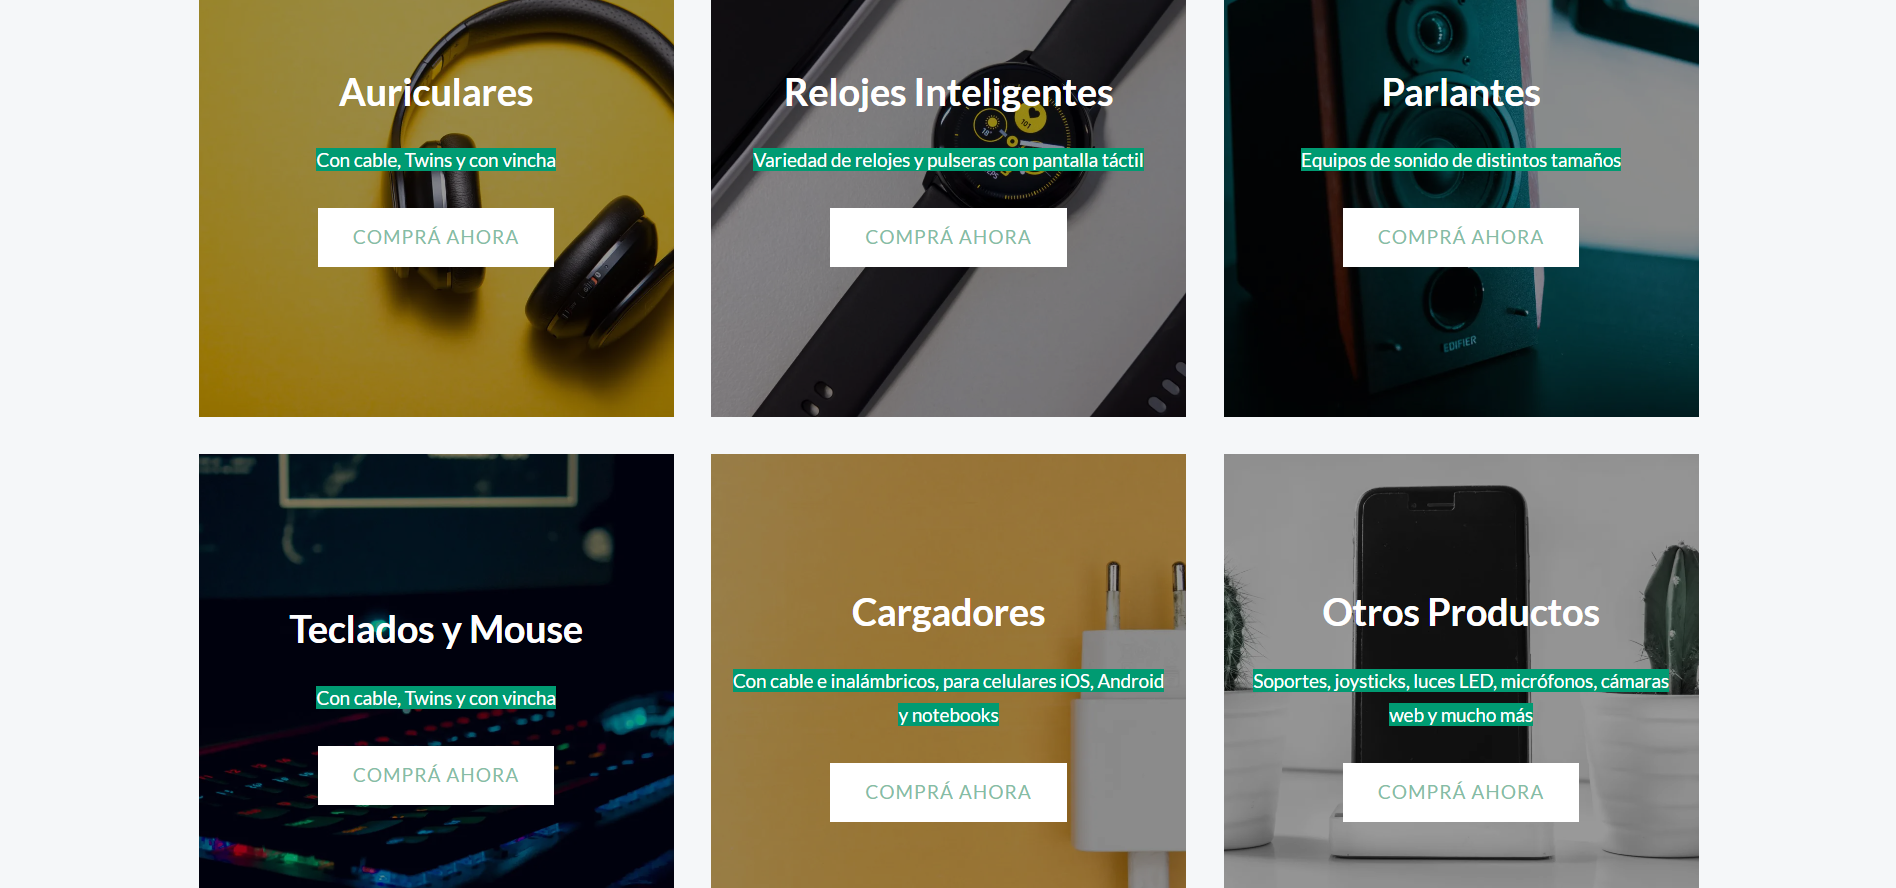 Auriculares
Con cable, Twins y con vincha
COMPRÁ AHORA
Relojes Inteligentes
18°
101
Variedad de relojes y pulseras con pantalla táctil
COMPRÁ AHORA
Parlantes
Equipos de sonido de distintos tamaños
COMPRÁ AHORA
EDIFIER
Teclados y Mouse
Con cable, Twins y con vincha
COMPRÁ AHORA
Cargadores
Con cable e inalámbricos, para celulares iOS, Android
y notebooks
COMPRÁ AHORA
Otros Productos
Soportes, joysticks, luces LED, micrófonos, cámaras
web y mucho más
COMPRÁ AHORA